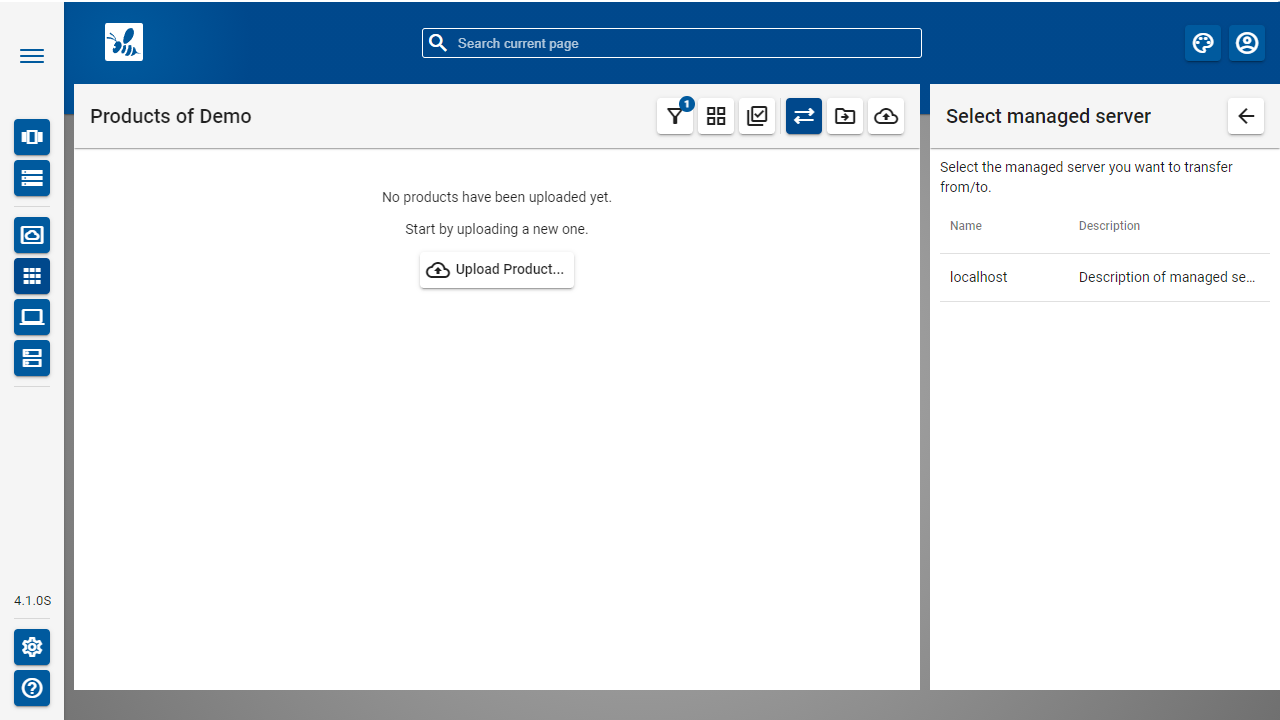 Search current page
Products of Demo
1
Select managed server
No products have been uploaded yet.
Start by uploading a new one.
Upload Product...
Select the managed server you want to transfer
from/to.
Name Description
localhost Description of managed se...
4.1.0S